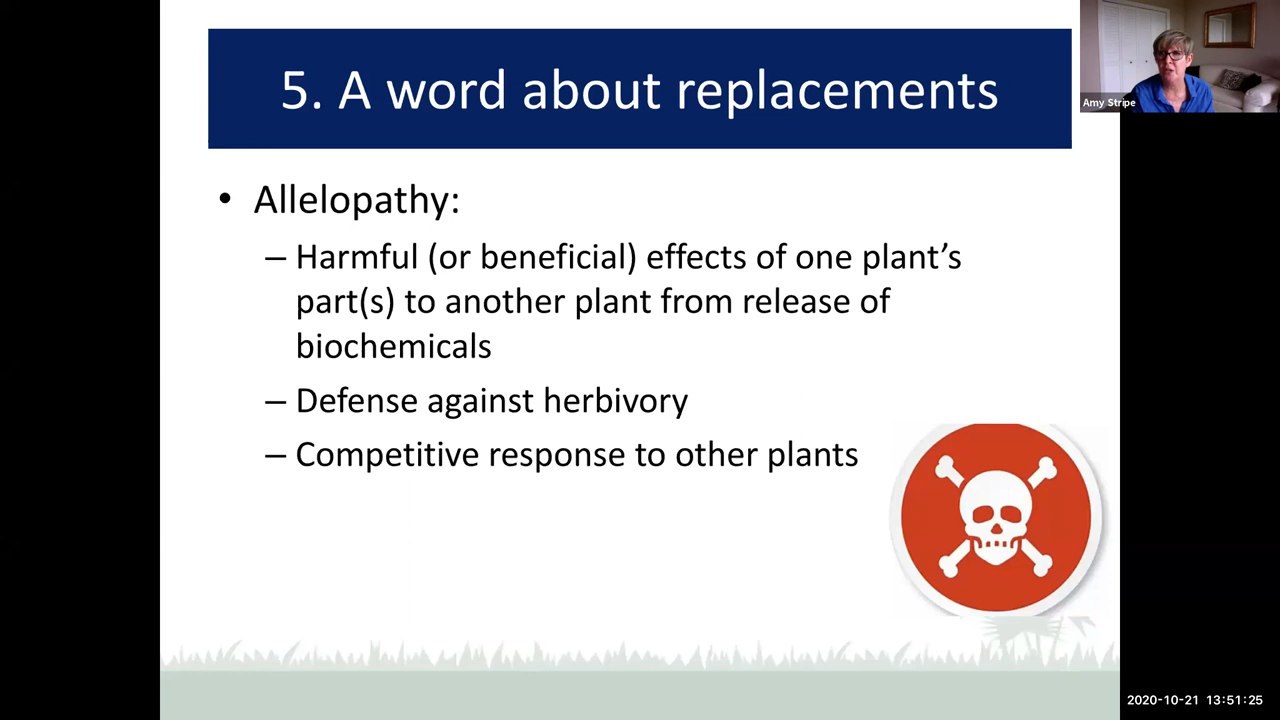 5. A word about replacements
Amy Stripe
• Allelopathy:
– Harmful (or beneficial) effects of one plant’s
part(s) to another plant from release of
biochemicals
– Defense against herbivory
– Competitive response to other plants
2020-10-21 13:51:25